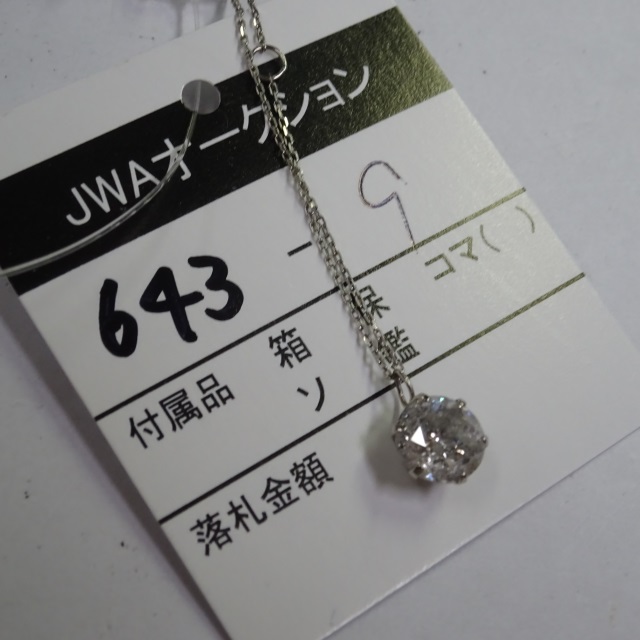 JWAオークション
643 - 9
付属品 箱 保 コマ( )
ソ 鑑
落札金額